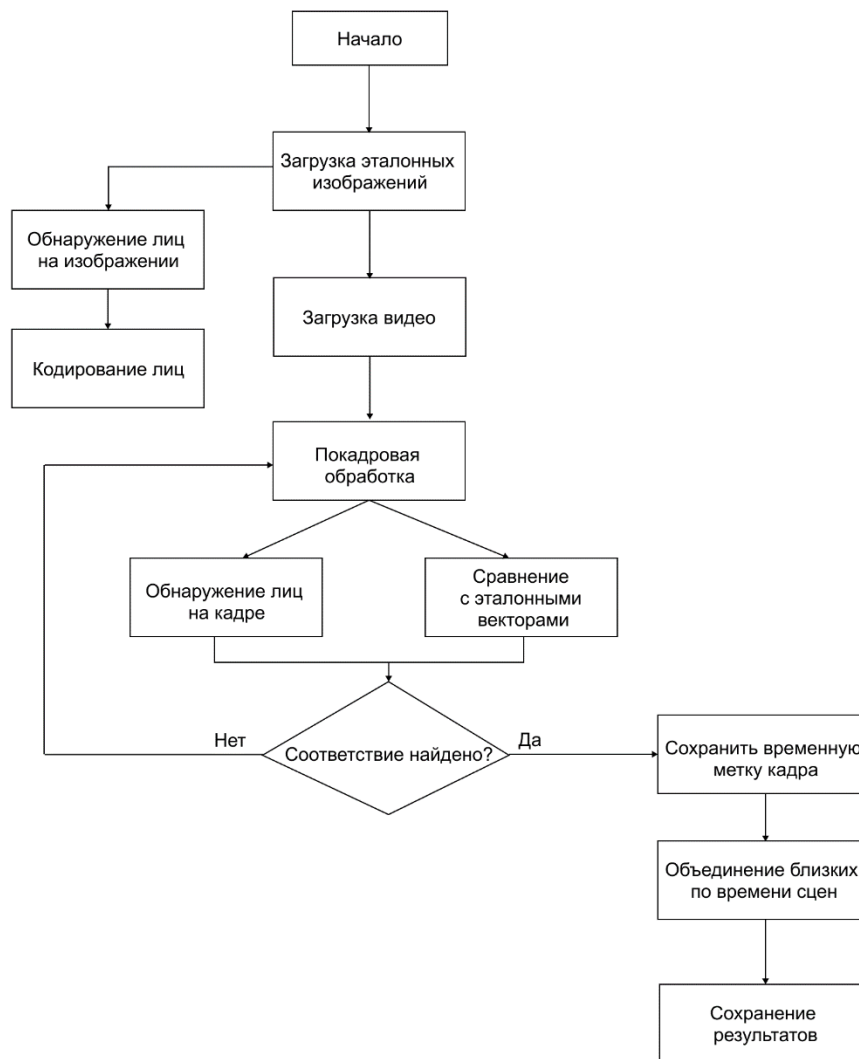 Начало
Загрузка эталонных
изображений
Обнаружение лиц
на изображении
Загрузка видео
Кодирование лиц
Покадровая
обработка
Обнаружение лиц
на кадре
Сравнение
с эталонными
векторами
Нет
Соответствие найдено?
Да
Сохранить временную
метку кадра
Объединение близких
по времени сцен
Сохранение
результатов